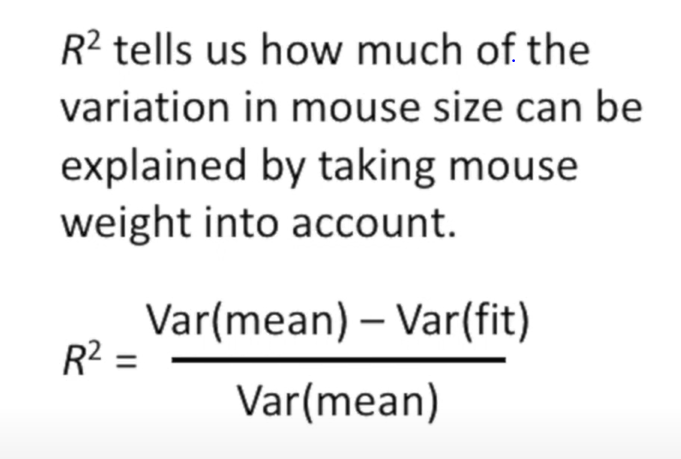 R² tells us how much of the
variation in mouse size can be
explained by taking mouse
weight into account.
Var(mean) – Var(fit)
R² =
Var(mean)